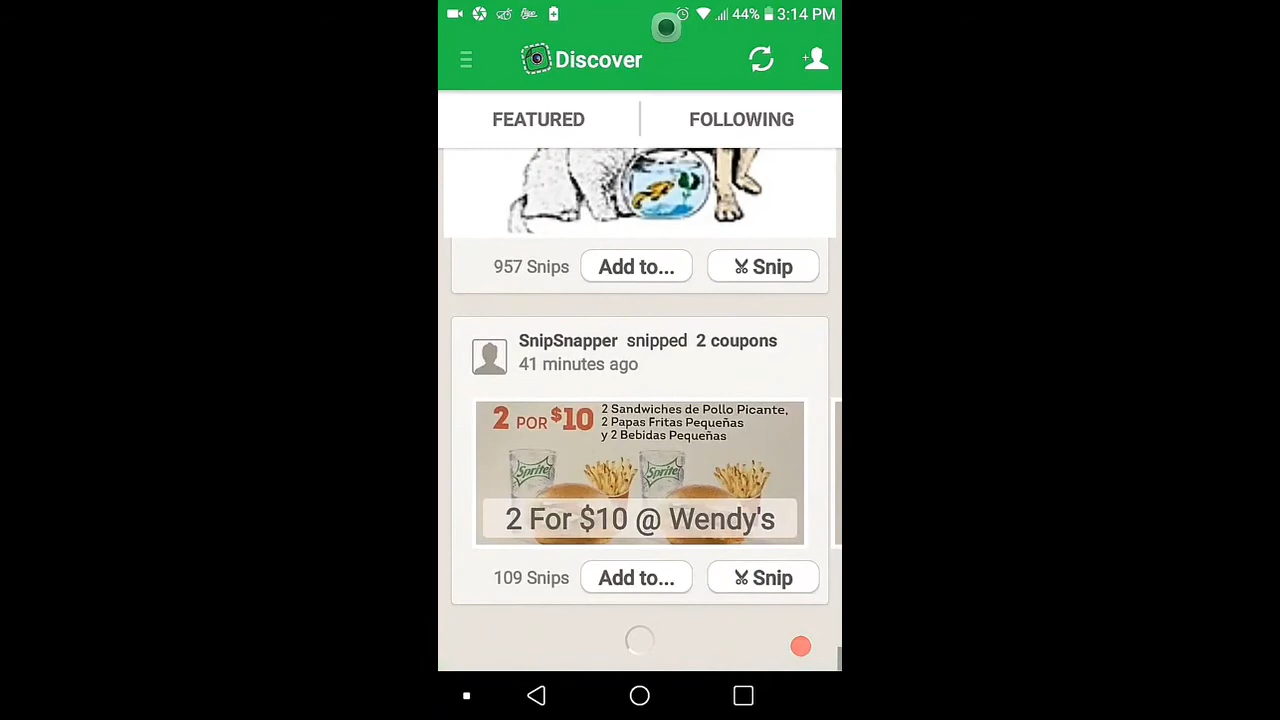 44% 3:14 PM
Discover
FEATURED
FOLLOWING
957 Snips
Add to...
Snip
SnipSnapper snipped 2 coupons
41 minutes ago
2 POR $10
2 Sandwiches de Pollo Picante,
2 Papas Fritas Pequeñas
y 2 Bebidas Pequeñas
Sprite
Sprite
2 For $10 @ Wendy's
109 Snips
Add to...
Snip